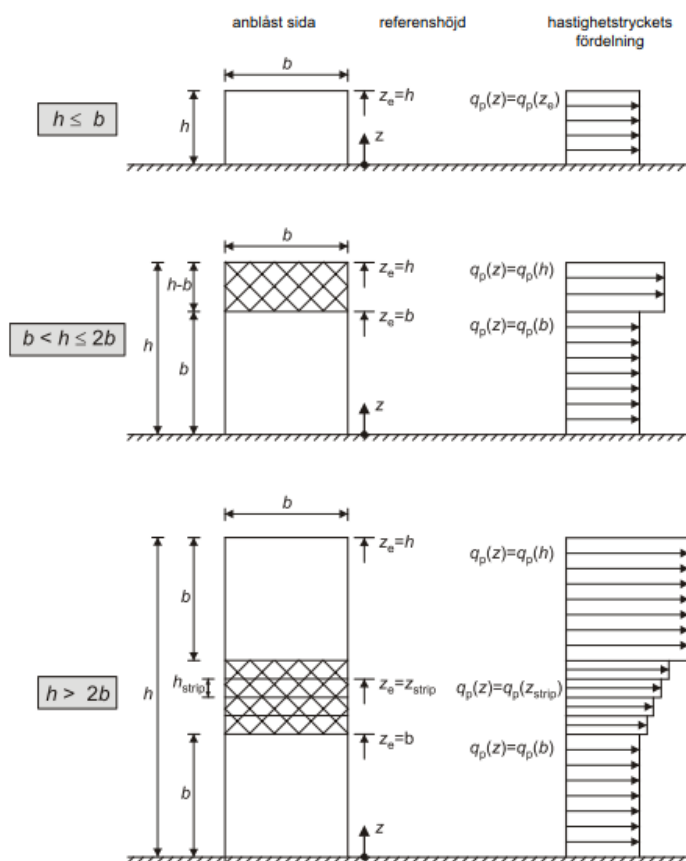 anblåst sida
referenshöjd
hastighetstryckets
fördelning
h ≤ b
b
h
z_e=h
z
q_p(z)=q_p(z_e)
b < h ≤ 2b
b
h-b
h
b
z_e=h
z_e=b
z
q_p(z)=q_p(h)
q_p(z)=q_p(b)
h > 2b
b
b
h
h_strip
b
z_e=h
z_e=z_strip
z_e=b
z
q_p(z)=q_p(h)
q_p(z)=q_p(z_strip)
q_p(z)=q_p(b)